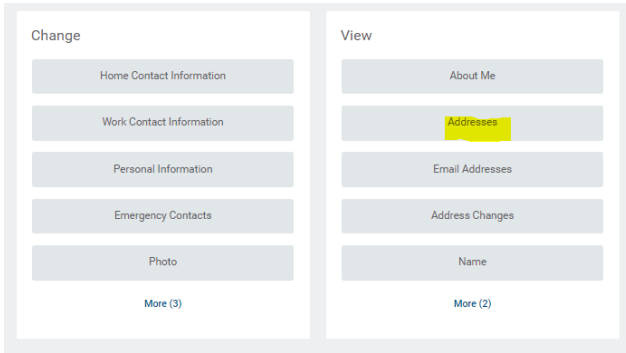 Change
Home Contact Information
Work Contact Information
Personal Information
Emergency Contacts
Photo
More (3)
View
About Me
Addresses
Email Addresses
Address Changes
Name
More (2)